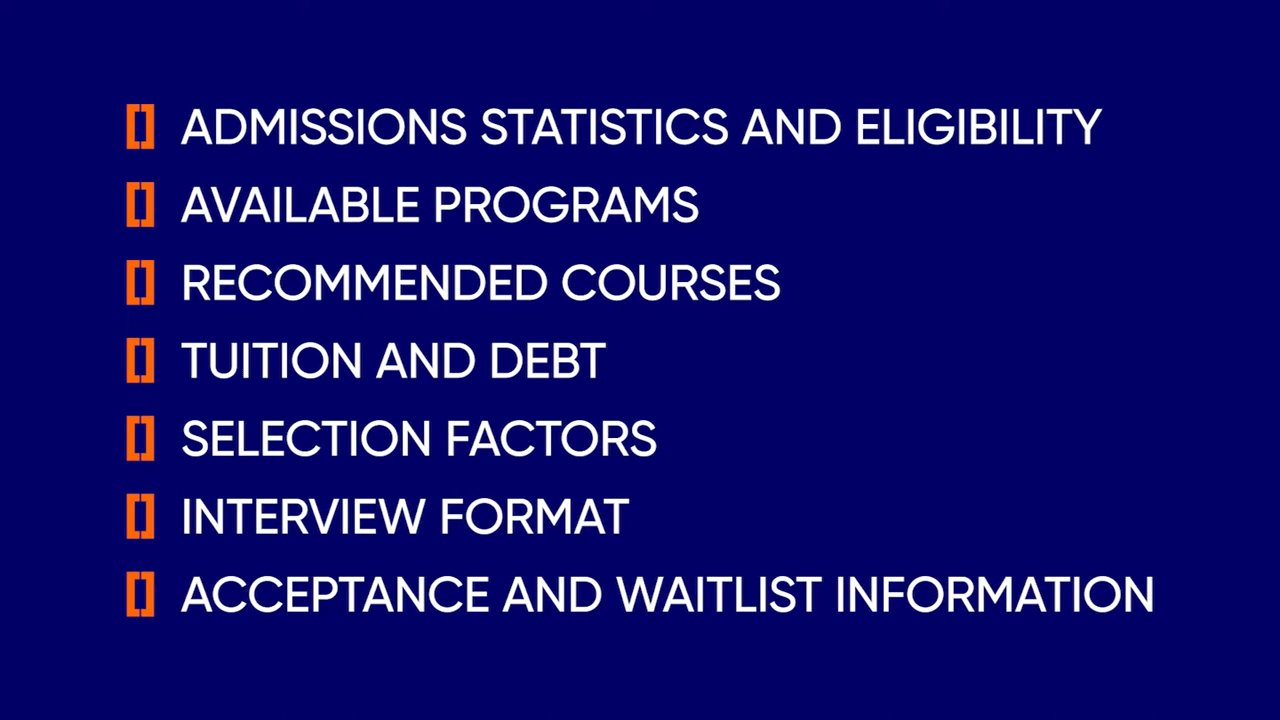 [] ADMISSIONS STATISTICS AND ELIGIBILITY
[] AVAILABLE PROGRAMS
[] RECOMMENDED COURSES
[] TUITION AND DEBT
[] SELECTION FACTORS
[] INTERVIEW FORMAT
[] ACCEPTANCE AND WAITLIST INFORMATION